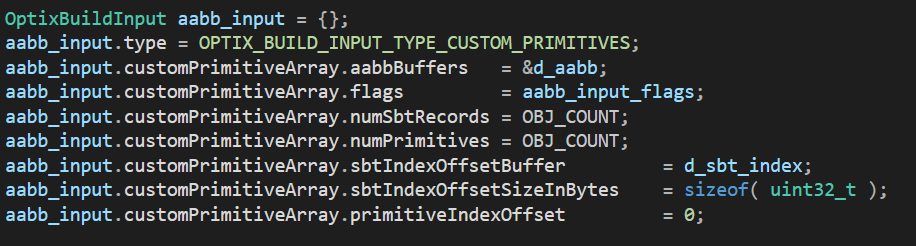 OptixBuildInput aabb_input = {};
aabb_input.type = OPTIX_BUILD_INPUT_TYPE_CUSTOM_PRIMITIVES;
aabb_input.customPrimitiveArray.aabbBuffers   = &d_aabb;
aabb_input.customPrimitiveArray.flags         = aabb_input_flags;
aabb_input.customPrimitiveArray.numSbtRecords = OBJ_COUNT;
aabb_input.customPrimitiveArray.numPrimitives = OBJ_COUNT;
aabb_input.customPrimitiveArray.sbtIndexOffsetBuffer         = d_sbt_index;
aabb_input.customPrimitiveArray.sbtIndexOffsetSizeInBytes    = sizeof( uint32_t );
aabb_input.customPrimitiveArray.primitiveIndexOffset         = 0;